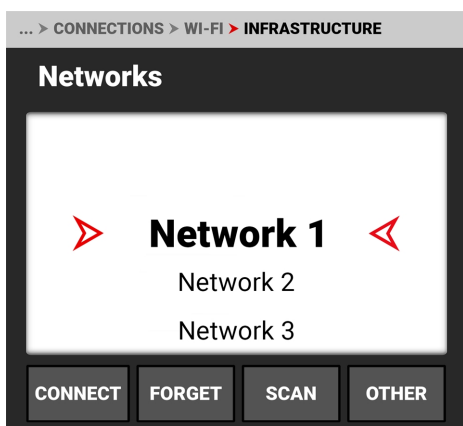 ... > CONNECTIONS > WI-FI > INFRASTRUCTURE
Networks
Network 1
Network 2
Network 3
CONNECT FORGET SCAN OTHER